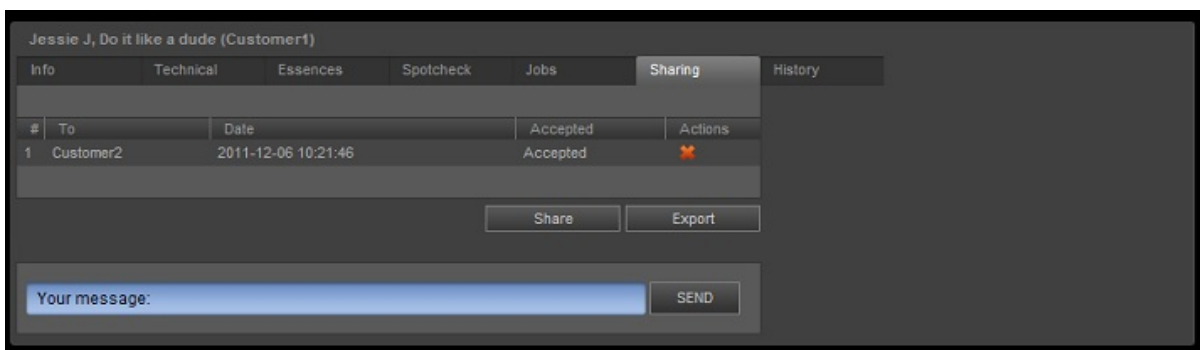 Jessie J, Do it like a dude (Customer1)
Info Technical Essences Spotcheck Jobs Sharing History
# To Date Accepted Actions
1 Customer2 2011-12-06 10:21:46 Accepted
Share Export
Your message: SEND